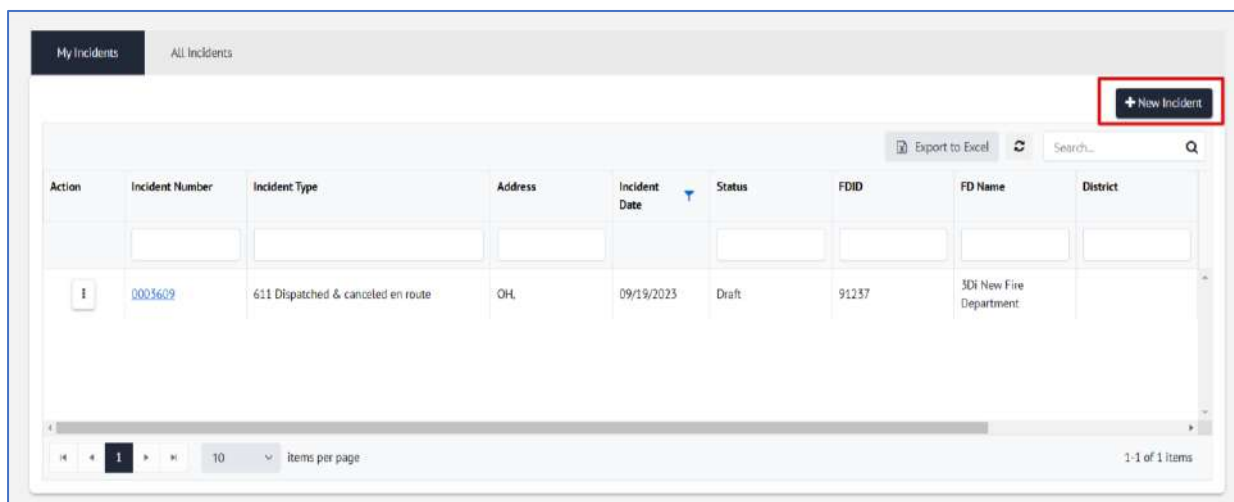 My Incidents All Incidents
New Incident
Export to Excel Search...
Action Incident Number Incident Type Address Incident Date Status FDID FD Name District
0003609 611 Dispatched & canceled en route OH, 09/19/2023 Draft 91237 3Di New Fire Department
1 10 items per page 1-1 of 1 items